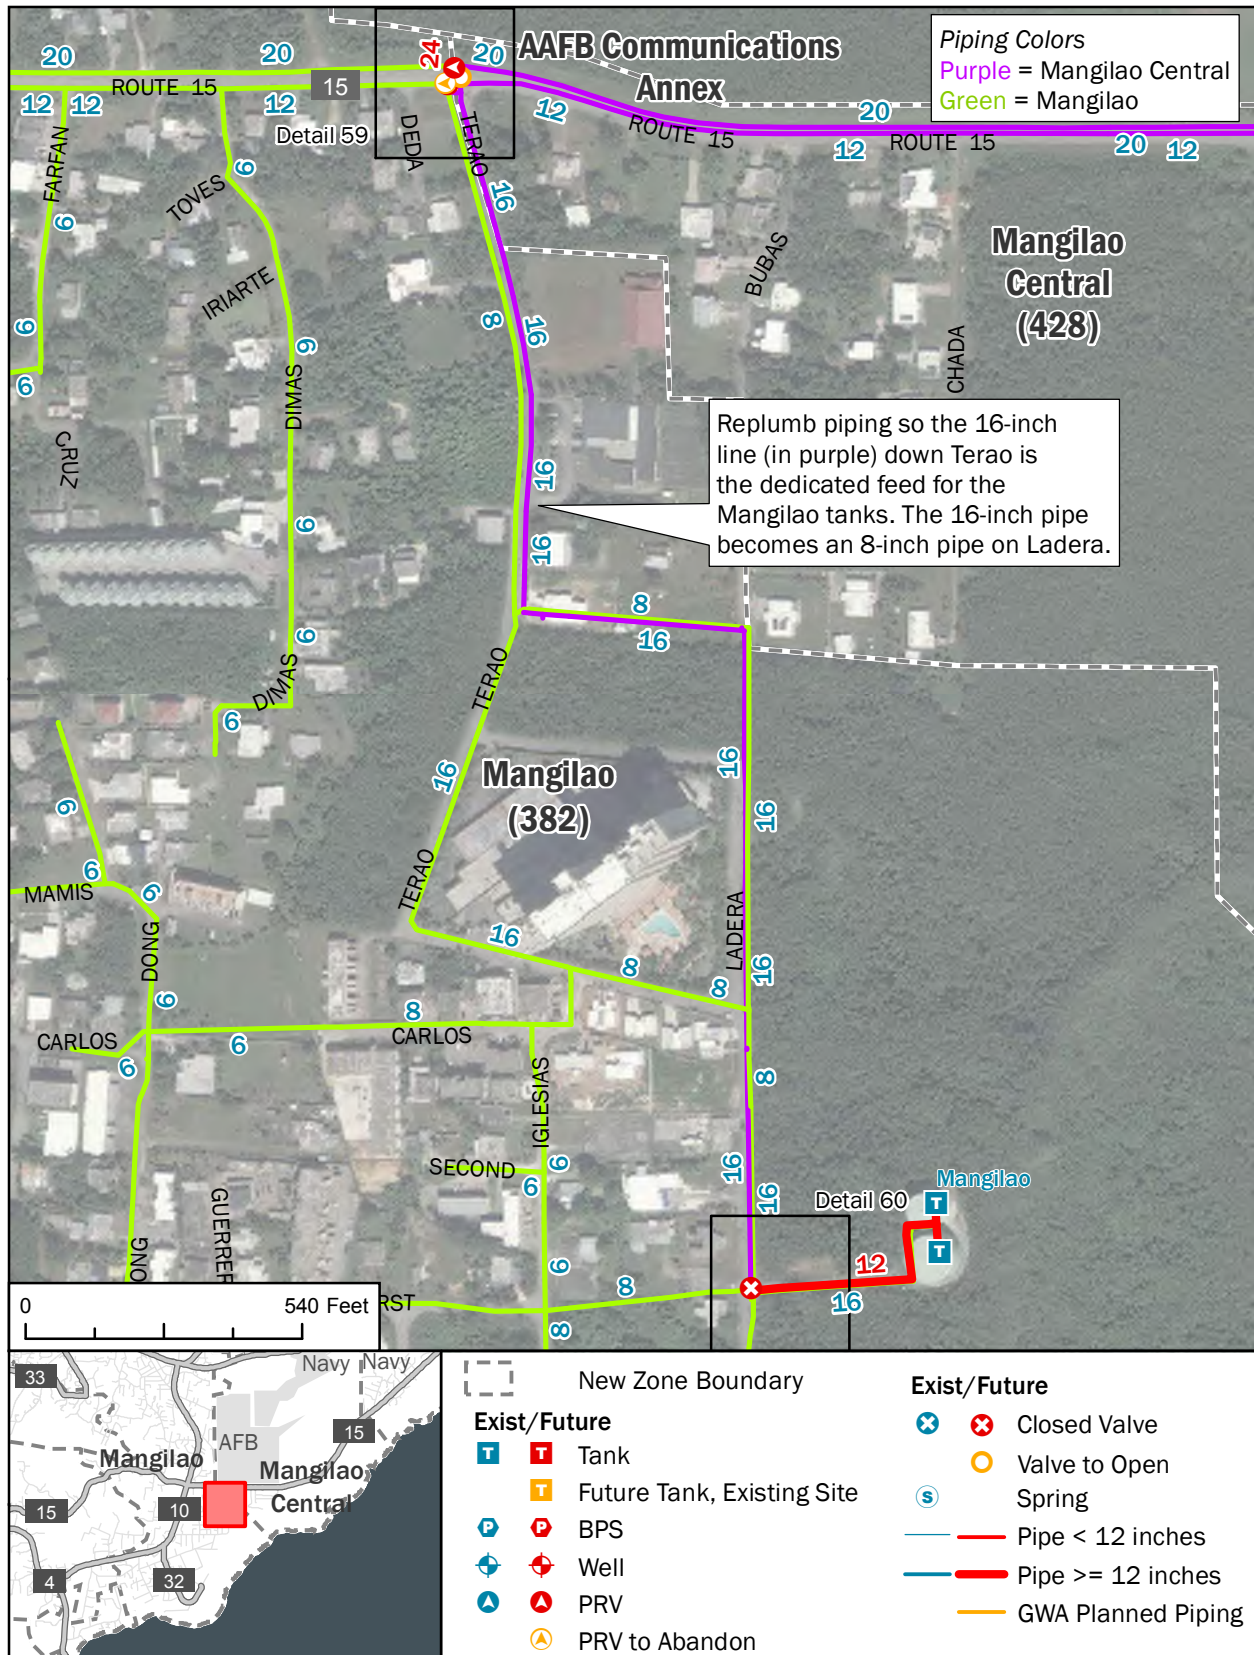 20
20
24
20
AAFB Communications
Annex
Piping Colors
Purple = Mangilao Central
Green = Mangilao
12
12
ROUTE 15
12
15
Detail 59
12
ROUTE 15
20
12
ROUTE 15
20
12
FARFAN
6
TOVES
6
DEDA
TERAO
16
IRIARTE
BUBAS
Mangilao
Central
(428)
6
6
6
DIMAS
8
16
CHADA
CRUZ
Replumb piping so the 16-inch
line (in purple) down Terao is
the dedicated feed for the
Mangilao tanks. The 16-inch pipe
becomes an 8-inch pipe on Ladera.
16
16
6
6
8
16
DIMAS
6
TERAO
16
Mangilao
(382)
16
16
6
6
MAMIS
6
TERAO
16
8
8
LADERA
16
DONG
6
CARLOS
6
6
8
CARLOS
8
IGLESIAS
SECOND
6
6
16
16
Detail 60
Mangilao
T
T
GUERRER
ONG
6
8
8
12
16
RST
0
540 Feet
33
Navy
Navy
15
AFB
Mangilao
Mangilao
Central
15
10
4
32
New Zone Boundary
Exist/Future
T
T
Tank
T
Future Tank, Existing Site
P
P
BPS
Well
PRV
PRV to Abandon
Exist/Future
Closed Valve
Valve to Open
S
Spring
Pipe < 12 inches
Pipe >= 12 inches
GWA Planned Piping